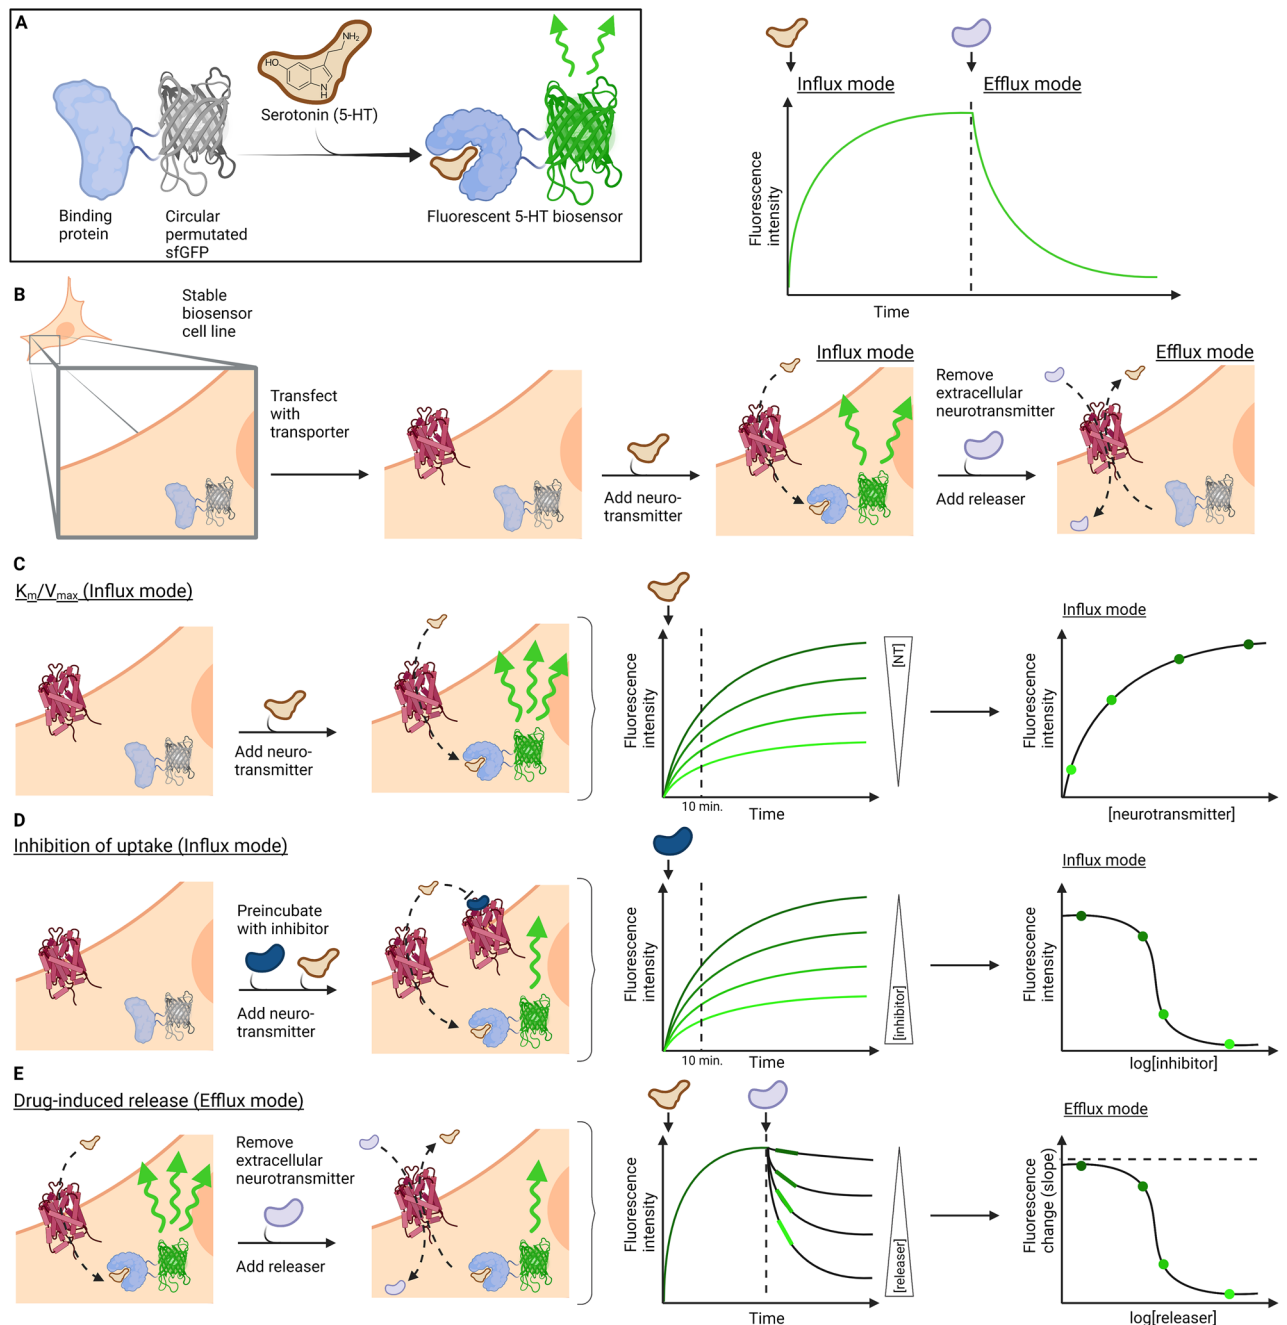 A
HO
NH₂
N
H
Serotonin (5-HT)
Binding
protein
Circular
permutated
sfGFP
Fluorescent 5-HT biosensor
Influx mode
Efflux mode
Fluorescence
intensity
Time
B
Stable
biosensor
cell line
Transfect
with
transporter
Add neuro-
transmitter
Influx mode
Remove
extracellular
neurotransmitter
Add releaser
Efflux mode
C
Km/Vmax (Influx mode)
Add neuro-
transmitter
Fluorescence
intensity
10 min.
Time
[NT]
Influx mode
Fluorescence
intensity
[neurotransmitter]
D
Inhibition of uptake (Influx mode)
Preincubate
with inhibitor
Add neuro-
transmitter
Fluorescence
intensity
10 min.
Time
[inhibitor]
Influx mode
Fluorescence
intensity
log[inhibitor]
E
Drug-induced release (Efflux mode)
Remove
extracellular
neurotransmitter
Add releaser
Fluorescence
intensity
Time
[releaser]
Efflux mode
Fluorescence
change (slope)
log[releaser]